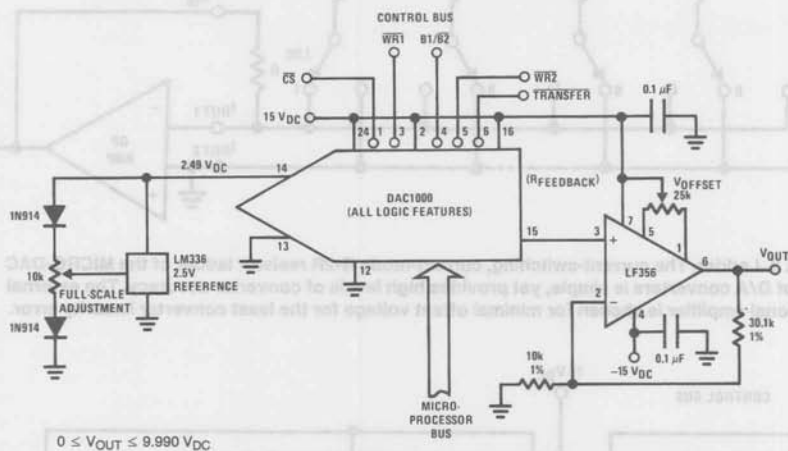 CONTROL BUS
WR1
B1/B2
CS
WR2
TRANSFER
0.1 μF
15 VDC
24 1 3 2 4 5 6 16
2.49 VDC
14
(RFEEDBACK)
VOFFSET
25k
DAC1000
(ALL LOGIC FEATURES)
1N914
7
5
1
15
3
+
6
VOUT
13
LM336
2.5V
REFERENCE
LF356
10k
12
FULL-SCALE
ADJUSTMENT
2
−
4
30.1k
1%
1N914
0.1 μF
10k
1%
−15 VDC
MICRO-
PROCESSOR
BUS
0 ≤ VOUT ≤ 9.990 VDC